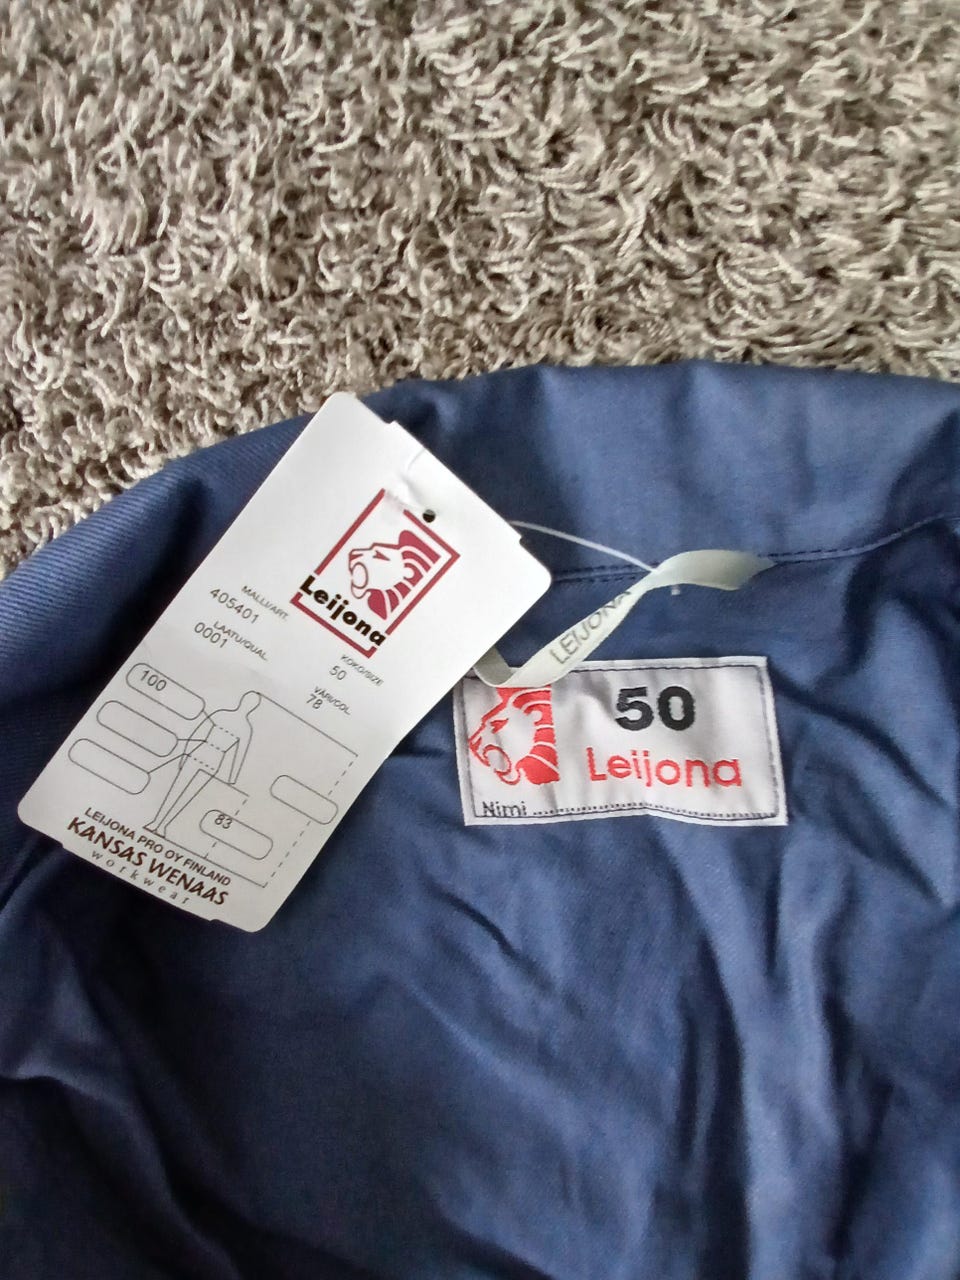 Leijona
MALLI/ART.
405401
LAATU/QUAL.
0001
KOKO/SIZE
50
VÄRI/COL.
78
100
83
LEIJONA PRO OY FINLAND
KANSAS WENAAS
workwear
LEIJONA
50
Leijona
Nimi